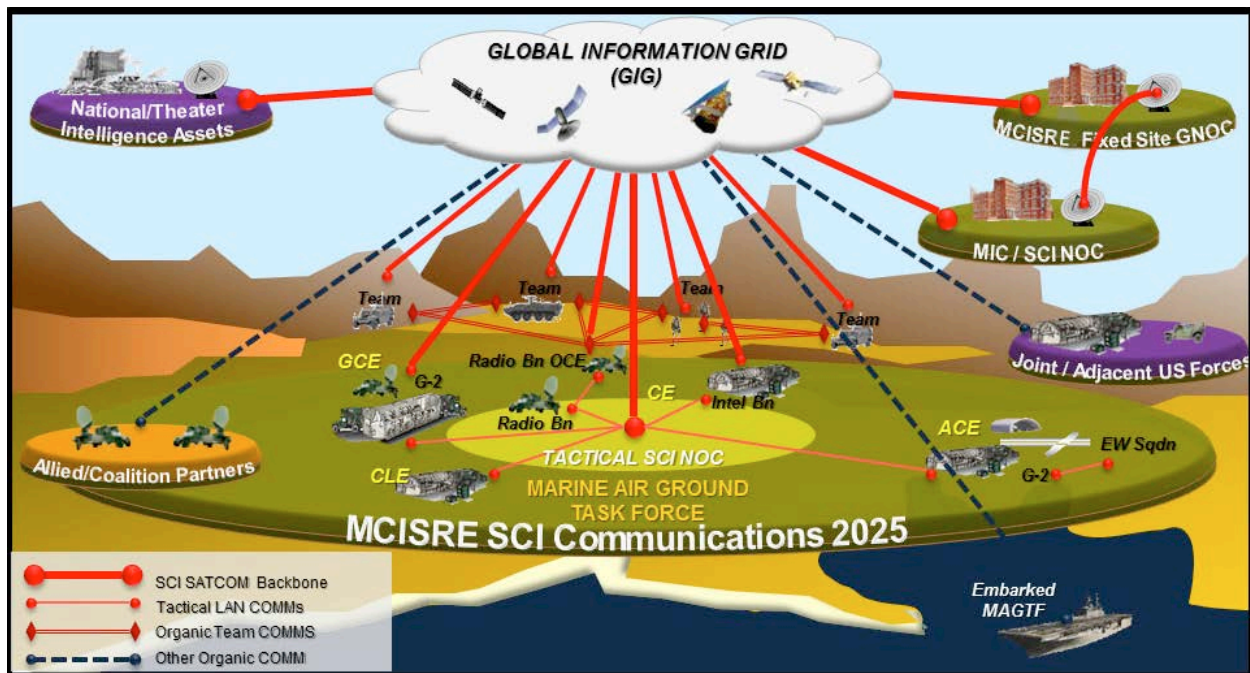 GLOBAL INFORMATION GRID
(GIG)
National/Theater
Intelligence Assets
MCISRE Fixed Site GNOC
MIC / SCI NOC
Team
Team
Team
Team
GCE
G-2
Radio Bn OCE
Radio Bn
CE
Intel Bn
Joint / Adjacent US Forces
Allied/Coalition Partners
CLE
TACTICAL SCI NOC
ACE
EW Sqdn
G-2
MARINE AIR GROUND
TASK FORCE
MCISRE SCI Communications 2025
SCI SATCOM Backbone
Tactical LAN COMMs
Organic Team COMMS
Other Organic COMM
Embarked
MAGTF